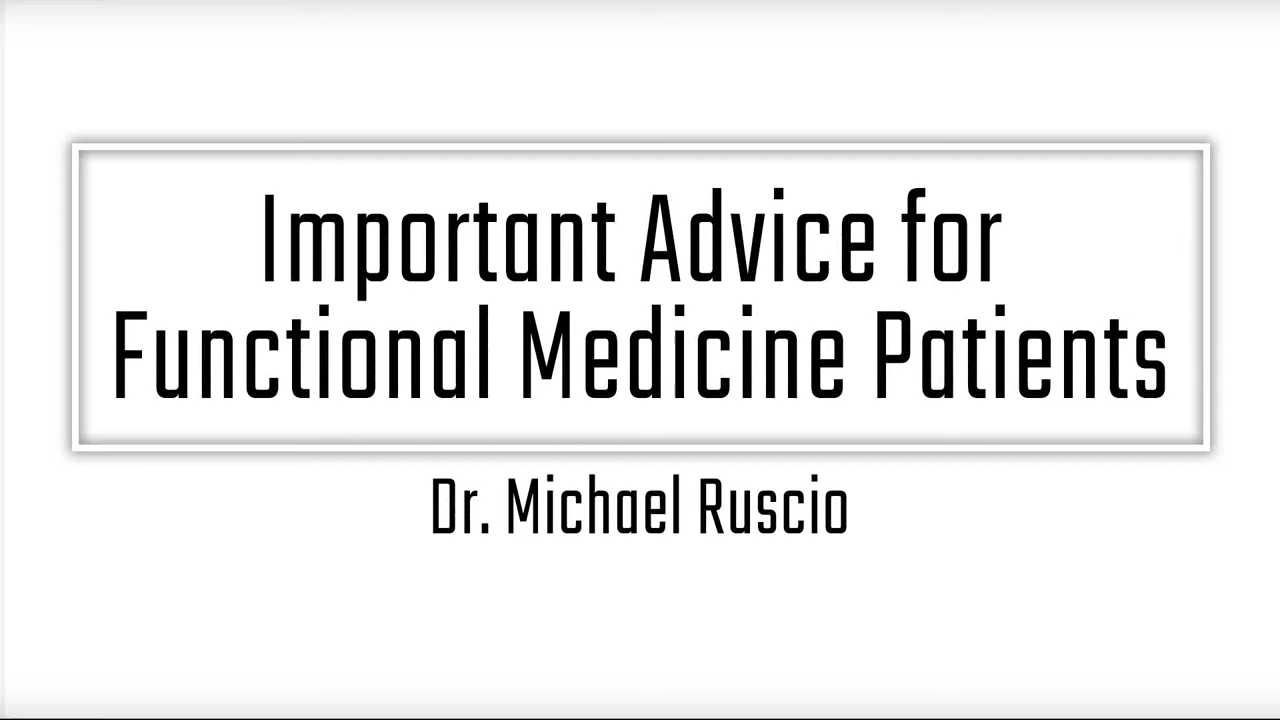 Important Advice for
Functional Medicine Patients
Dr. Michael Ruscio